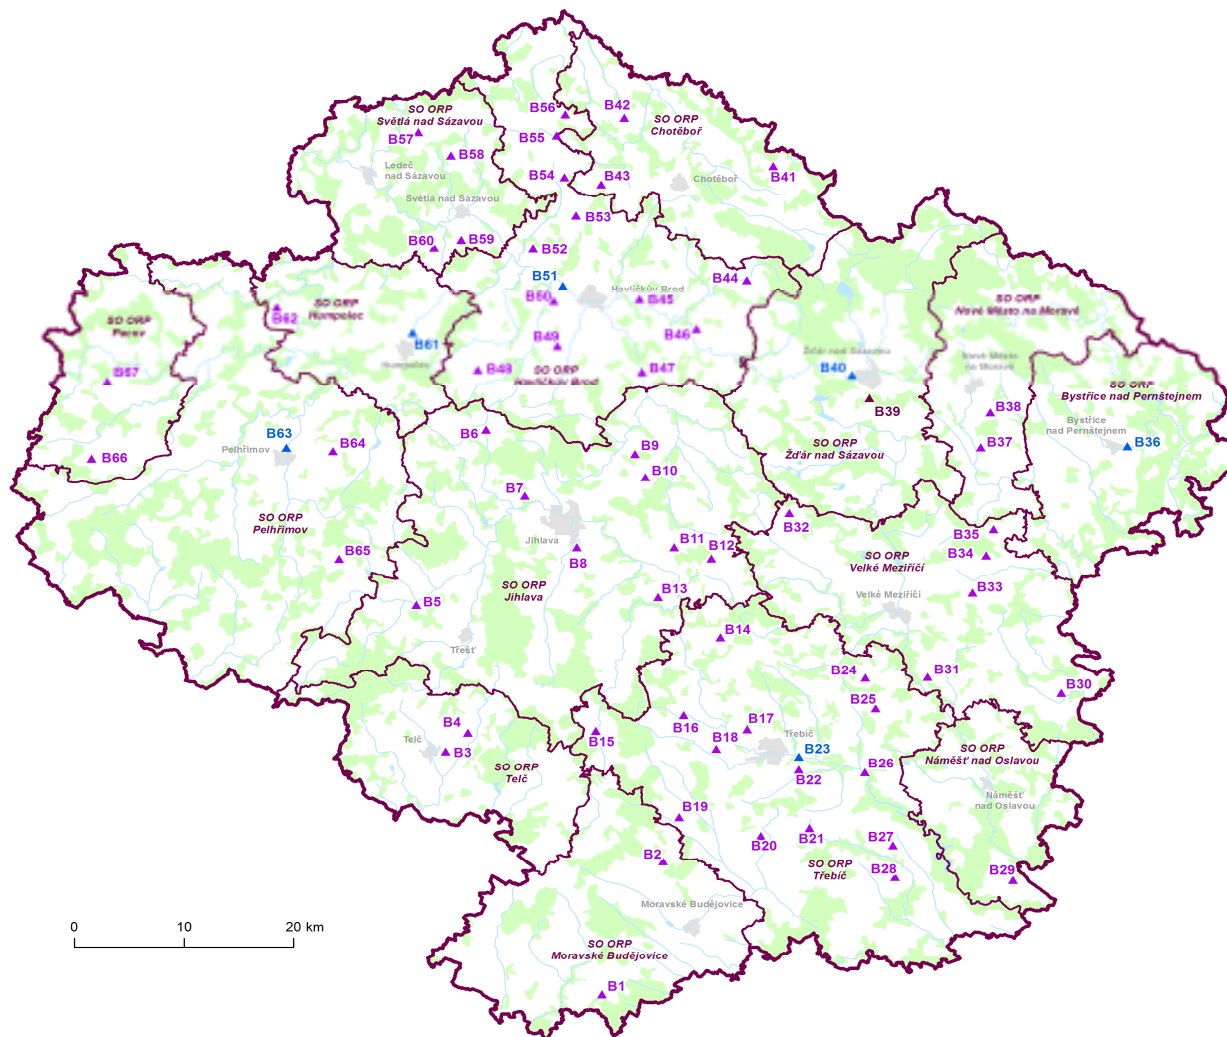 B56
B42
SO ORP
Světlá nad Sázavou
SO ORP
Chotěboř
B57
B55
B58
Ledeč
nad Sázavou
B54
B43
Chotěboř
B41
Světlá nad Sázavou
B53
B60
B59
B52
B51
B44
Havlíčkův Brod
B50
B45
B62
SO ORP
Humpolec
SO ORP
Nové Město na Moravě
SO ORP
Pacov
B61
B49
B46
Humpolec
Žďár nad Sázavou
Nové Město
na Moravě
B67
B48
SO ORP
Havlíčkův Brod
B47
B40
SO ORP
Bystřice nad Pernštejnem
B39
B38
Bystřice
nad Pernštejnem
B63
B64
B6
B9
SO ORP
Žďár nad Sázavou
B37
B36
Pelhřimov
B66
B10
B7
SO ORP
Pelhřimov
B32
Jihlava
B11
B12
B35
B34
B65
B8
SO ORP
Velké Meziříčí
B5
SO ORP
Jihlava
B13
Velké Meziříčí
B33
Třešť
B14
B24
B31
B30
B25
B4
Telč
B3
B15
B16
B17
B18
Třebíč
B23
SO ORP
Náměšť nad Oslavou
SO ORP
Telč
B22
B26
Náměšť
nad Oslavou
B19
B20
B21
B27
B2
SO ORP
Třebíč
B28
B29
Moravské Budějovice
0 10 20 km
SO ORP
Moravské Budějovice
B1